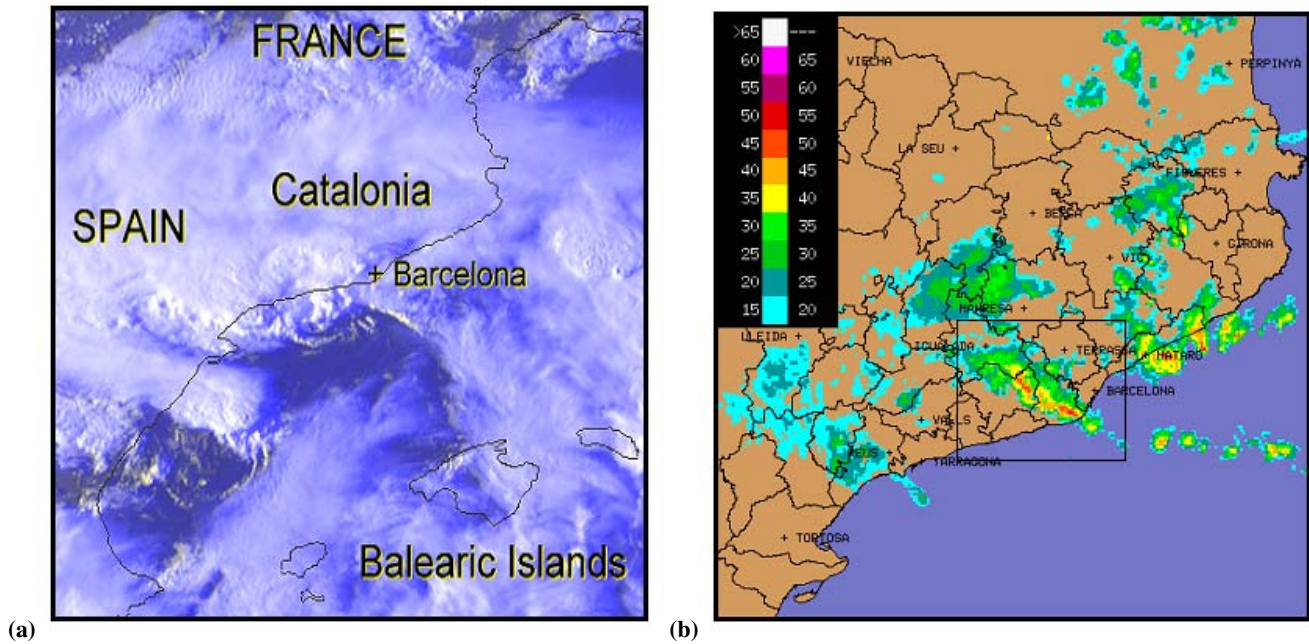 FRANCE
Catalonia
SPAIN
+ Barcelona
Balearic Islands
(a)
>65 ---
60 65
55 60
50 55
45 50
40 45
35 40
30 35
25 30
20 25
15 20
VIELHA
+ PERPINYÀ
LA SEU +
FIGUERES +
+ BERGA
+ GIRONA
+ VIC
MANRESA +
LLEIDA +
IGUALADA +
+ TERRASSA
+ MATARÓ
+ BARCELONA
+ VALLS
REUS +
TARRAGONA
+ TORTOSA
(b)